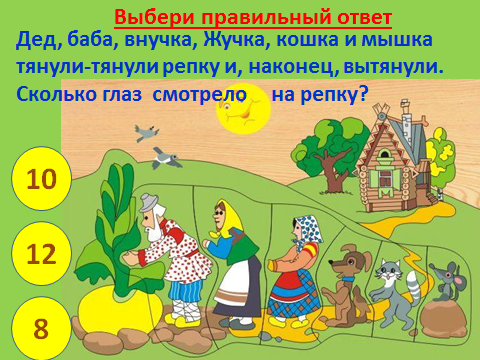 Выбери правильный ответ
Дед, баба, внучка, Жучка, кошка и мышка
тянули-тянули репку и, наконец, вытянули.
Сколько глаз смотрело на репку?
10
12
8